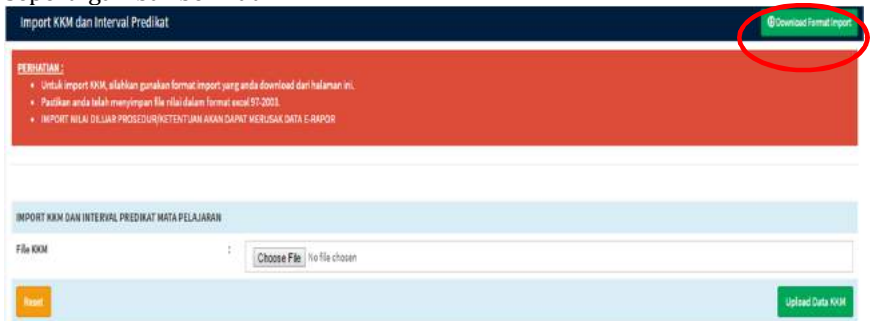 Import KKM dan Interval Predikat
Download Format Import
PERHATIAN :
Untuk import KKM, silahkan gunakan format import yang anda download dari halaman ini.
Pastikan anda telah menyimpan file nilai dalam format excel 97-2003.
IMPORT NILAI DILUAR PROSEDUR/KETENTUAN AKAN DAPAT MERUSAK DATA E-RAPOR
IMPORT KKM DAN INTERVAL PREDIKAT MATA PELAJARAN
File KKM : Choose File No file chosen
Reset Upload Data KKM